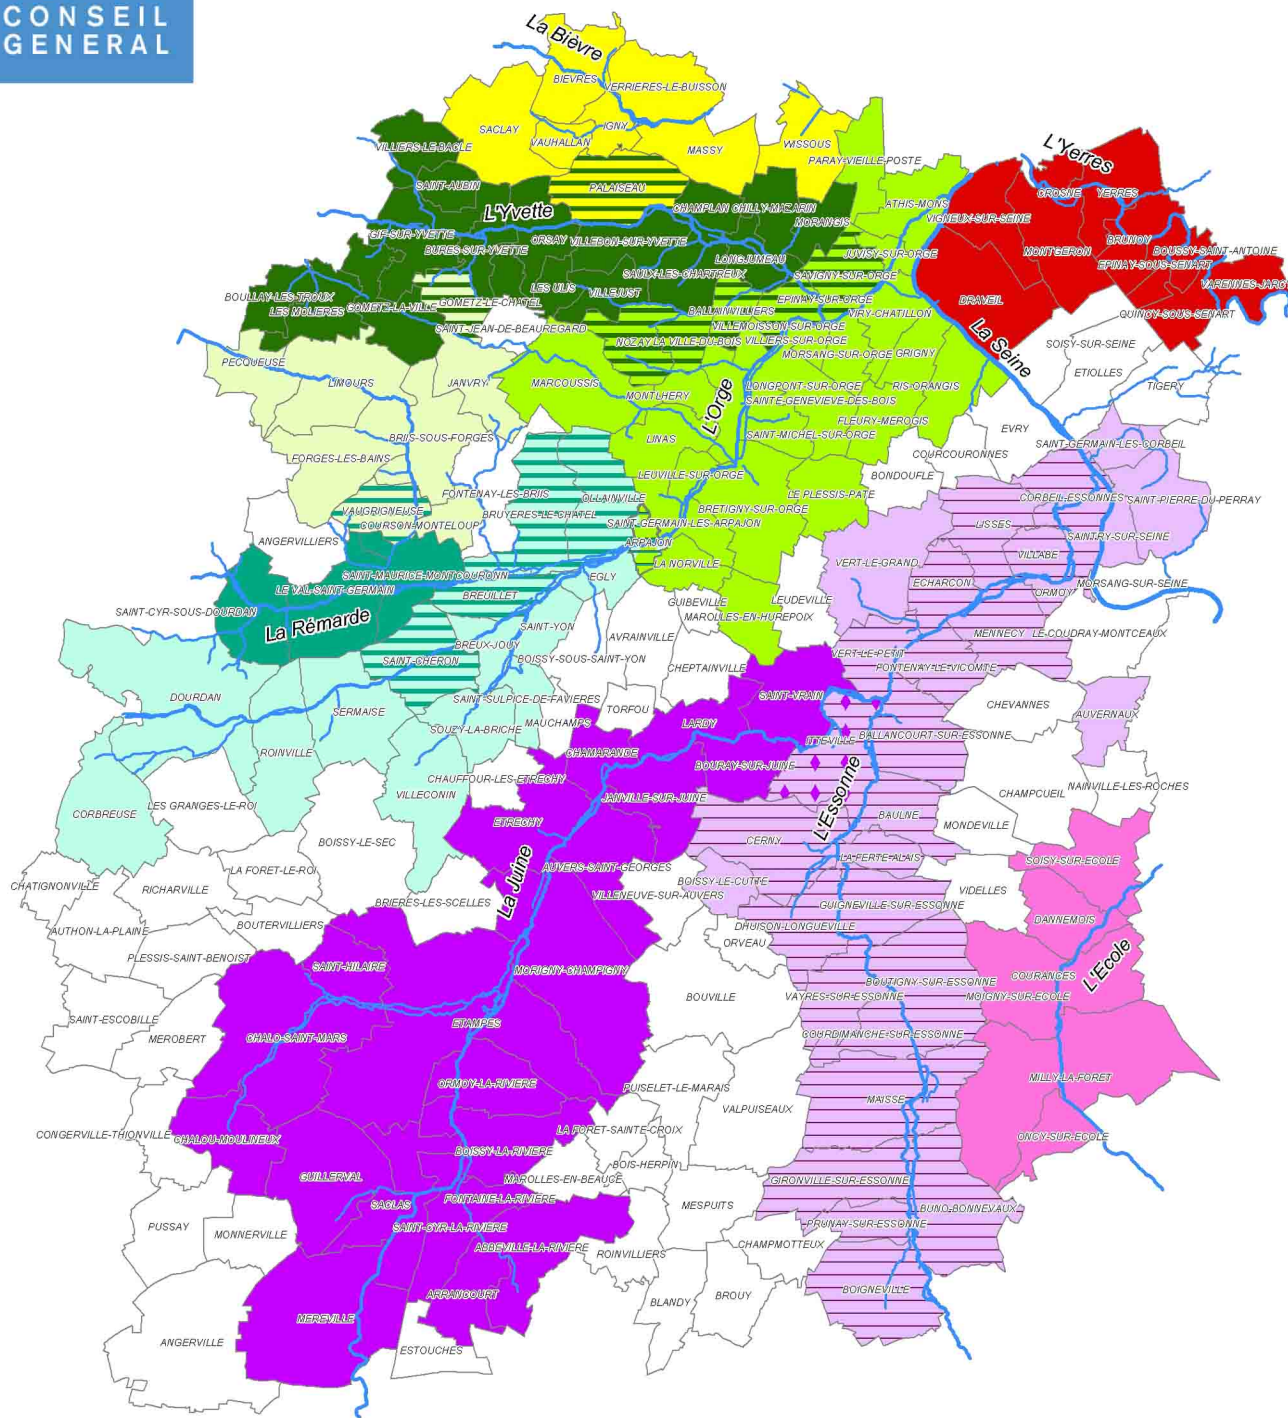 CONSEIL
GENERAL
La Bièvre
BIEVRES
VERRIERES-LE-BUISSON
SACLAY
IGNY
VAUHALLAN
MASSY
WISSOUS
VILLIERS-LE-BACLE
PARAY-VIEILLE-POSTE
L'Yerres
SAINT-AUBIN
PALAISEAU
CROSNE
YERRES
L'Yvette
CHAMPLAN
CHILLY-MAZARIN
ATHIS-MONS
MORANGIS
VIGNEUX-SUR-SEINE
GIF-SUR-YVETTE
ORSAY
VILLEBON-SUR-YVETTE
BRUNOY
BURES-SUR-YVETTE
MONTGERON
BOUSSY-SAINT-ANTOINE
LONGJUMEAU
JUVISY-SUR-ORGE
EPINAY-SOUS-SENART
SAULX-LES-CHARTREUX
SAVIGNY-SUR-ORGE
LES ULIS
VILLEJUST
VARENNES-JARC
BOULLAY-LES-TROUX
GOMETZ-LA-VILLE
GOMETZ-LE-CHATEL
EPINAY-SUR-ORGE
DRAVEIL
LES MOLIERES
BALLAINVILLIERS
VIRY-CHATILLON
QUINCY-SOUS-SENART
SAINT-JEAN-DE-BEAUREGARD
VILLEMOISSON-SUR-ORGE
NOZAY
LA VILLE-DU-BOIS
VILLIERS-SUR-ORGE
La Seine
SOISY-SUR-SEINE
MORSANG-SUR-ORGE
GRIGNY
PECQUEUSE
ETIOLLES
LIMOURS
JANVRY
MARCOUSSIS
LONGPONT-SUR-ORGE
RIS-ORANGIS
TIGERY
MONTLHERY
L'Orge
SAINTE-GENEVIEVE-DES-BOIS
FLEURY-MEROGIS
EVRY
BRIIS-SOUS-FORGES
LINAS
SAINT-MICHEL-SUR-ORGE
SAINT-GERMAIN-LES-CORBEIL
COURCOURONNES
FORGES-LES-BAINS
LEUVILLE-SUR-ORGE
BONDOUFLE
FONTENAY-LES-BRIIS
OLLAINVILLE
LE PLESSIS-PATE
CORBEIL-ESSONNES
SAINT-PIERRE-DU-PERRAY
VAUGRIGNEUSE
BRUYERES-LE-CHATEL
BRETIGNY-SUR-ORGE
COURSON-MONTELOUP
SAINT-GERMAIN-LES-ARPAJON
LISSES
SAINTRY-SUR-SEINE
ANGERVILLIERS
ARPAJON
VILLABE
LA NORVILLE
VERT-LE-GRAND
SAINT-MAURICE-MONTCOURONN
EGLY
ECHARCON
MORSANG-SUR-SEINE
LE VAL-SAINT-GERMAIN
BREUILLET
ORMOY
GUIBEVILLE
LEUDEVILLE
SAINT-CYR-SOUS-DOURDAN
MAROLLES-EN-HUREPOIX
La Rémarde
SAINT-YON
AVRAINVILLE
MENNECY
LE COUDRAY-MONTCEAUX
BREUX-JOUY
VERT-LE-PETIT
SAINT-CHERON
BOISSY-SOUS-SAINT-YON
CHEPTAINVILLE
FONTENAY-LE-VICOMTE
DOURDAN
SAINT-SULPICE-DE-FAVIERES
SAINT-VRAIN
CHEVANNES
SERMAISE
TORFOU
AUVERNAUX
SOUZY-LA-BRICHE
MAUCHAMPS
LARDY
ITTEVILLE
BALLANCOURT-SUR-ESSONNE
ROINVILLE
CHAMARANDE
BOURAY-SUR-JUINE
CHAUFFOUR-LES-ETRECHY
NAINVILLE-LES-ROCHES
VILLECONIN
JANVILLE-SUR-JUINE
L'Essonne
CHAMPCUEIL
LES GRANGES-LE-ROI
CORBREUSE
ETRECHY
BAULNE
MONDEVILLE
BOISSY-LE-SEC
CERNY
LA FERTE-ALAIS
SOISY-SUR-ECOLE
LA FORET-LE-ROI
AUVERS-SAINT-GEORGES
BOISSY-LE-CUTTE
CHATIGNONVILLE
RICHARVILLE
La Juine
VILLENEUVE-SUR-AUVERS
VIDELLES
BRIERES-LES-SCELLES
GUIGNEVILLE-SUR-ESSONNE
DANNEMOIS
BOUTERVILLIERS
DHUISON-LONGUEVILLE
AUTHON-LA-PLAINE
ORVEAU
PLESSIS-SAINT-BENOIST
SAINT-HILAIRE
MORIGNY-CHAMPIGNY
L'Ecole
COURANCES
BOUTIGNY-SUR-ESSONNE
BOUVILLE
VAYRES-SUR-ESSONNE
MOIGNY-SUR-ECOLE
SAINT-ESCOBILLE
ETAMPES
MEROBERT
CHALO-SAINT-MARS
COURDIMANCHE-SUR-ESSONNE
ORMOY-LA-RIVIERE
PUISELET-LE-MARAIS
MILLY-LA-FORET
MAISSE
VALPUISEAUX
CONGERVILLE-THIONVILLE
CHALOU-MOULINEUX
LA FORET-SAINTE-CROIX
ONCY-SUR-ECOLE
BOISSY-LA-RIVIERE
BOIS-HERPIN
GUILLERVAL
MAROLLES-EN-BEAUCE
GIRONVILLE-SUR-ESSONNE
SACLAS
FONTAINE-LA-RIVIERE
MESPUITS
BUNO-BONNEVAUX
PUSSAY
SAINT-CYR-LA-RIVIERE
PRUNAY-SUR-ESSONNE
MONNERVILLE
ABBEVILLE-LA-RIVIERE
ROINVILLIERS
CHAMPMOTTEUX
ARRANCOURT
BLANDY
BROUY
BOIGNEVILLE
MEREVILLE
ANGERVILLE
ESTOUCHES